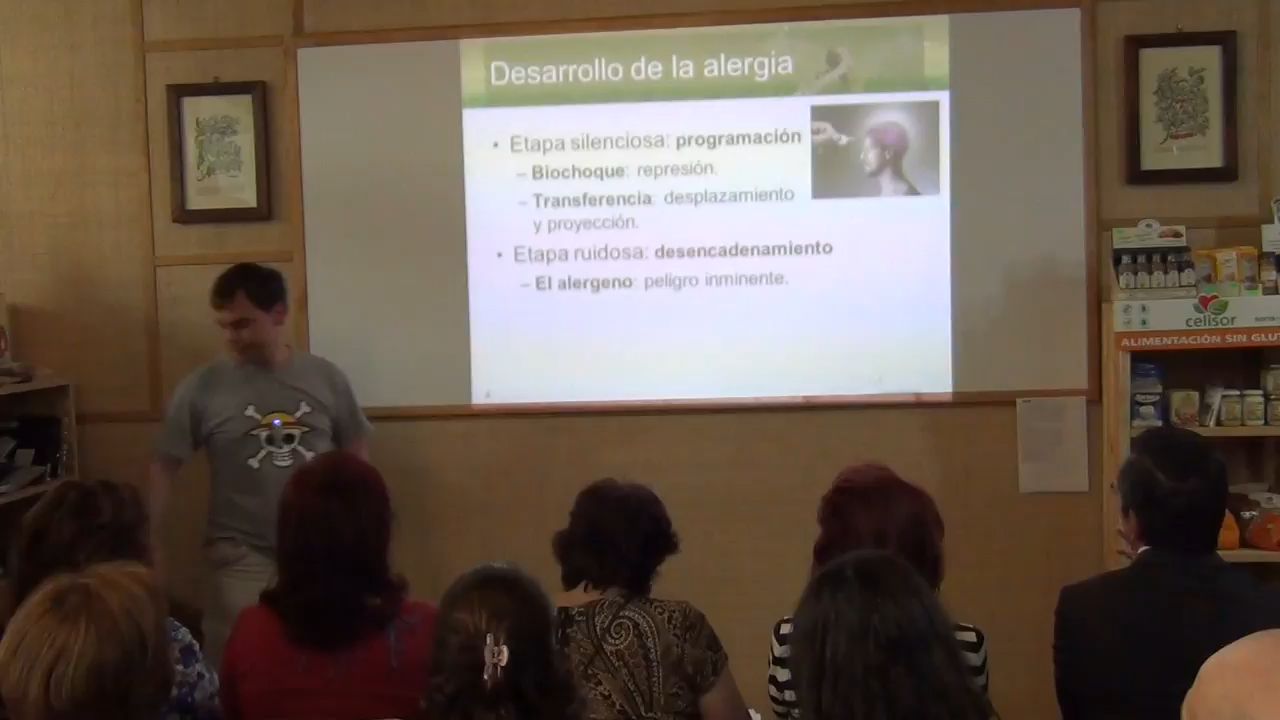 Desarrollo de la alergia
• Etapa silenciosa: programación
– Biochoque: represión.
– Transferencia: desplazamiento
y proyección.
• Etapa ruidosa: desencadenamiento
– El alergeno: peligro inminente.
celisor
ALIMENTACIÓN SIN GLU